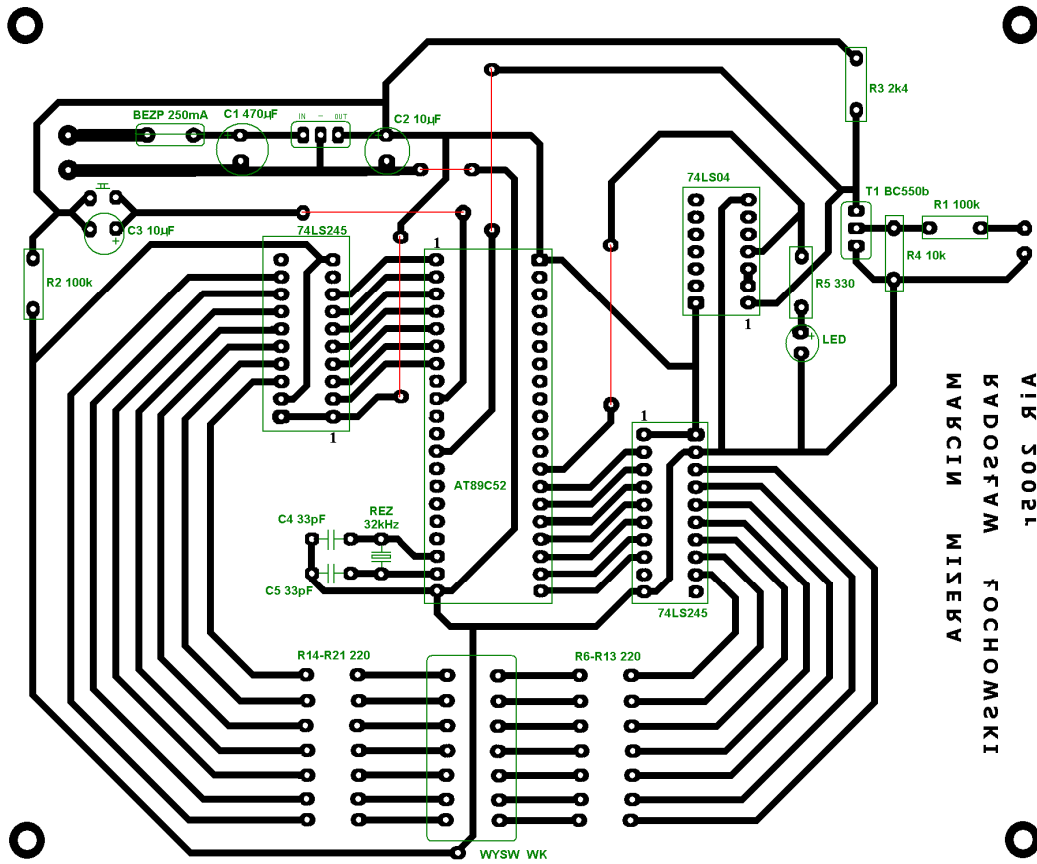 BEZP 250mA
C1 470µF
IN - OUT
C2 10µF
R3 2k4
74LS04
T1 BC550b
R1 100k
C3 10µF
+
74LS245
1
R2 100k
R4 10k
R5 330
1
+
LED
1
1
AT89C52
REZ
32kHz
C4 33pF
C5 33pF
74LS245
R14-R21 220
R6-R13 220
WYSW WK
AiR 2005r
RADOSŁAW ŁOCHOWSKI
MARCIN MIZERA